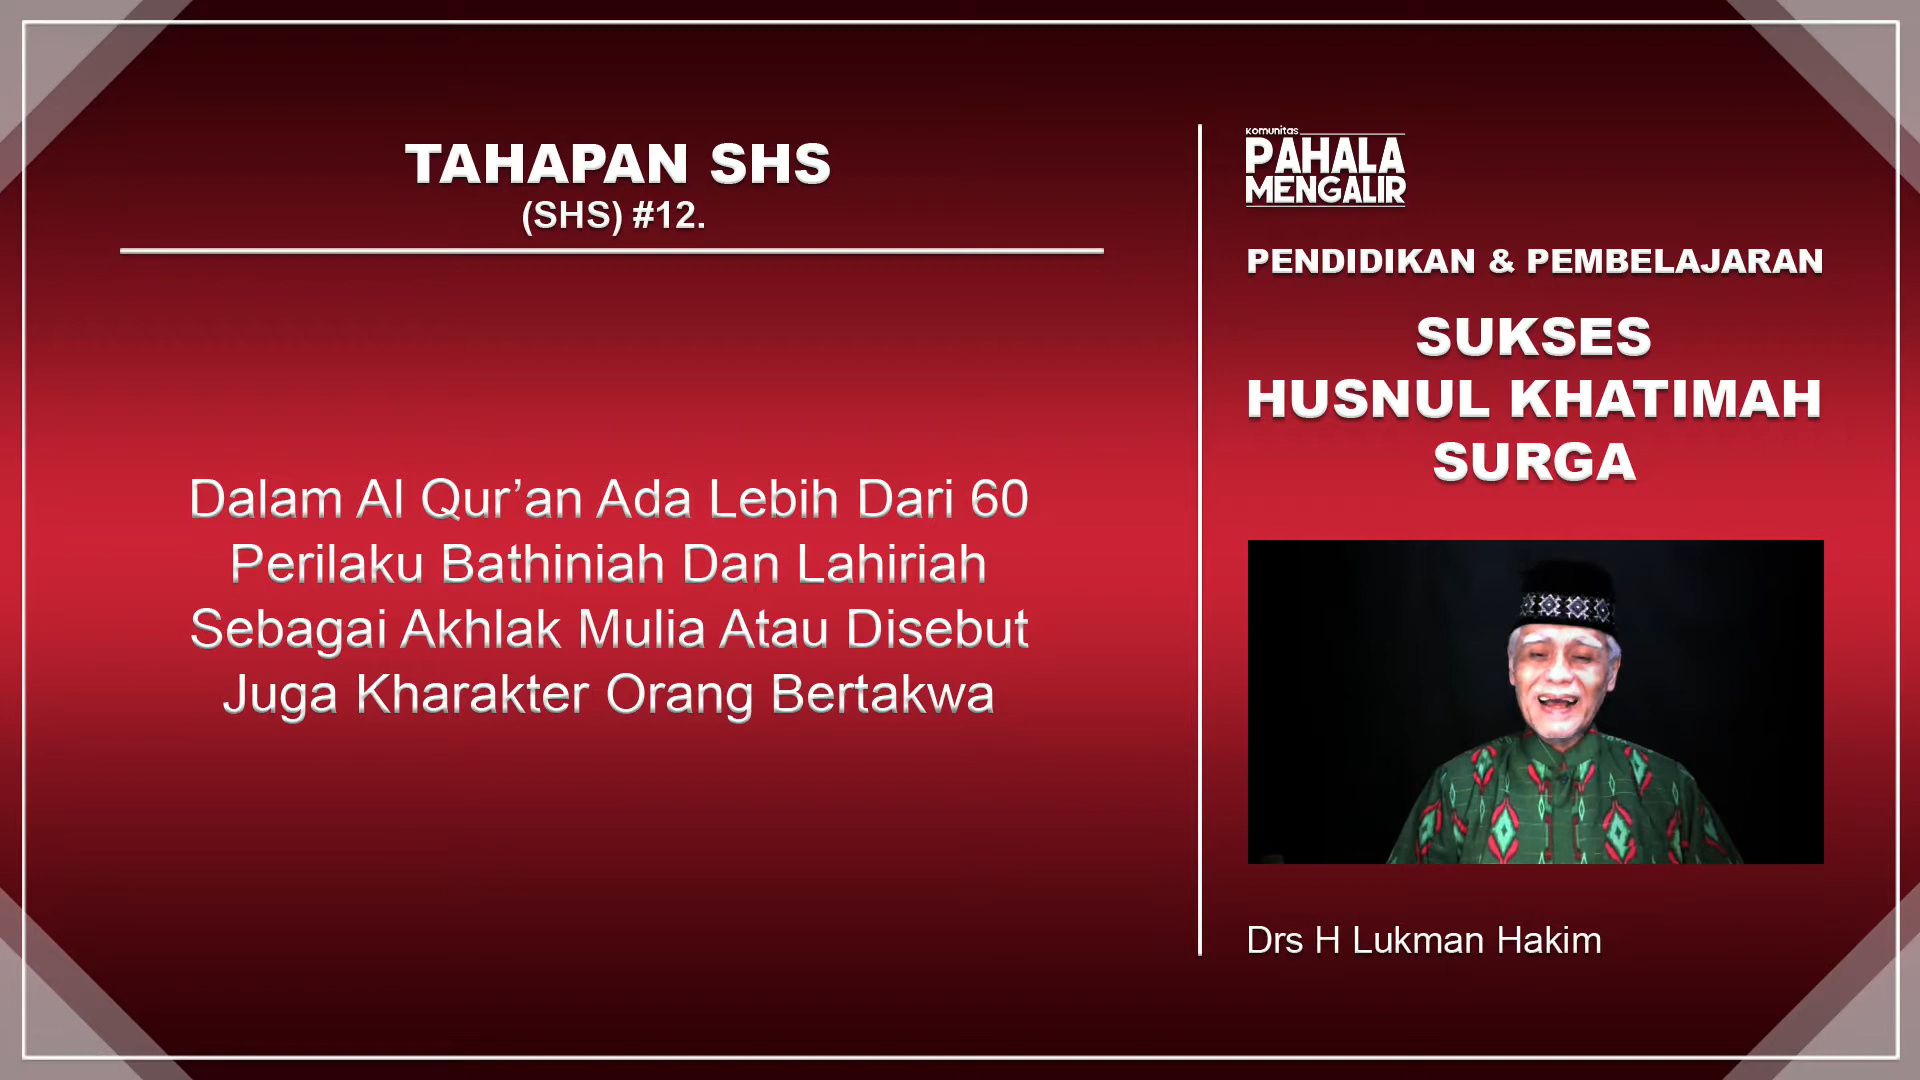 TAHAPAN SHS
(SHS) #12.
Dalam Al Qur’an Ada Lebih Dari 60
Perilaku Bathiniah Dan Lahiriah
Sebagai Akhlak Mulia Atau Disebut
Juga Kharakter Orang Bertakwa
Komunitas
PAHALA
MENGALIR
PENDIDIKAN & PEMBELAJARAN
SUKSES
HUSNUL KHATIMAH
SURGA
Drs H Lukman Hakim